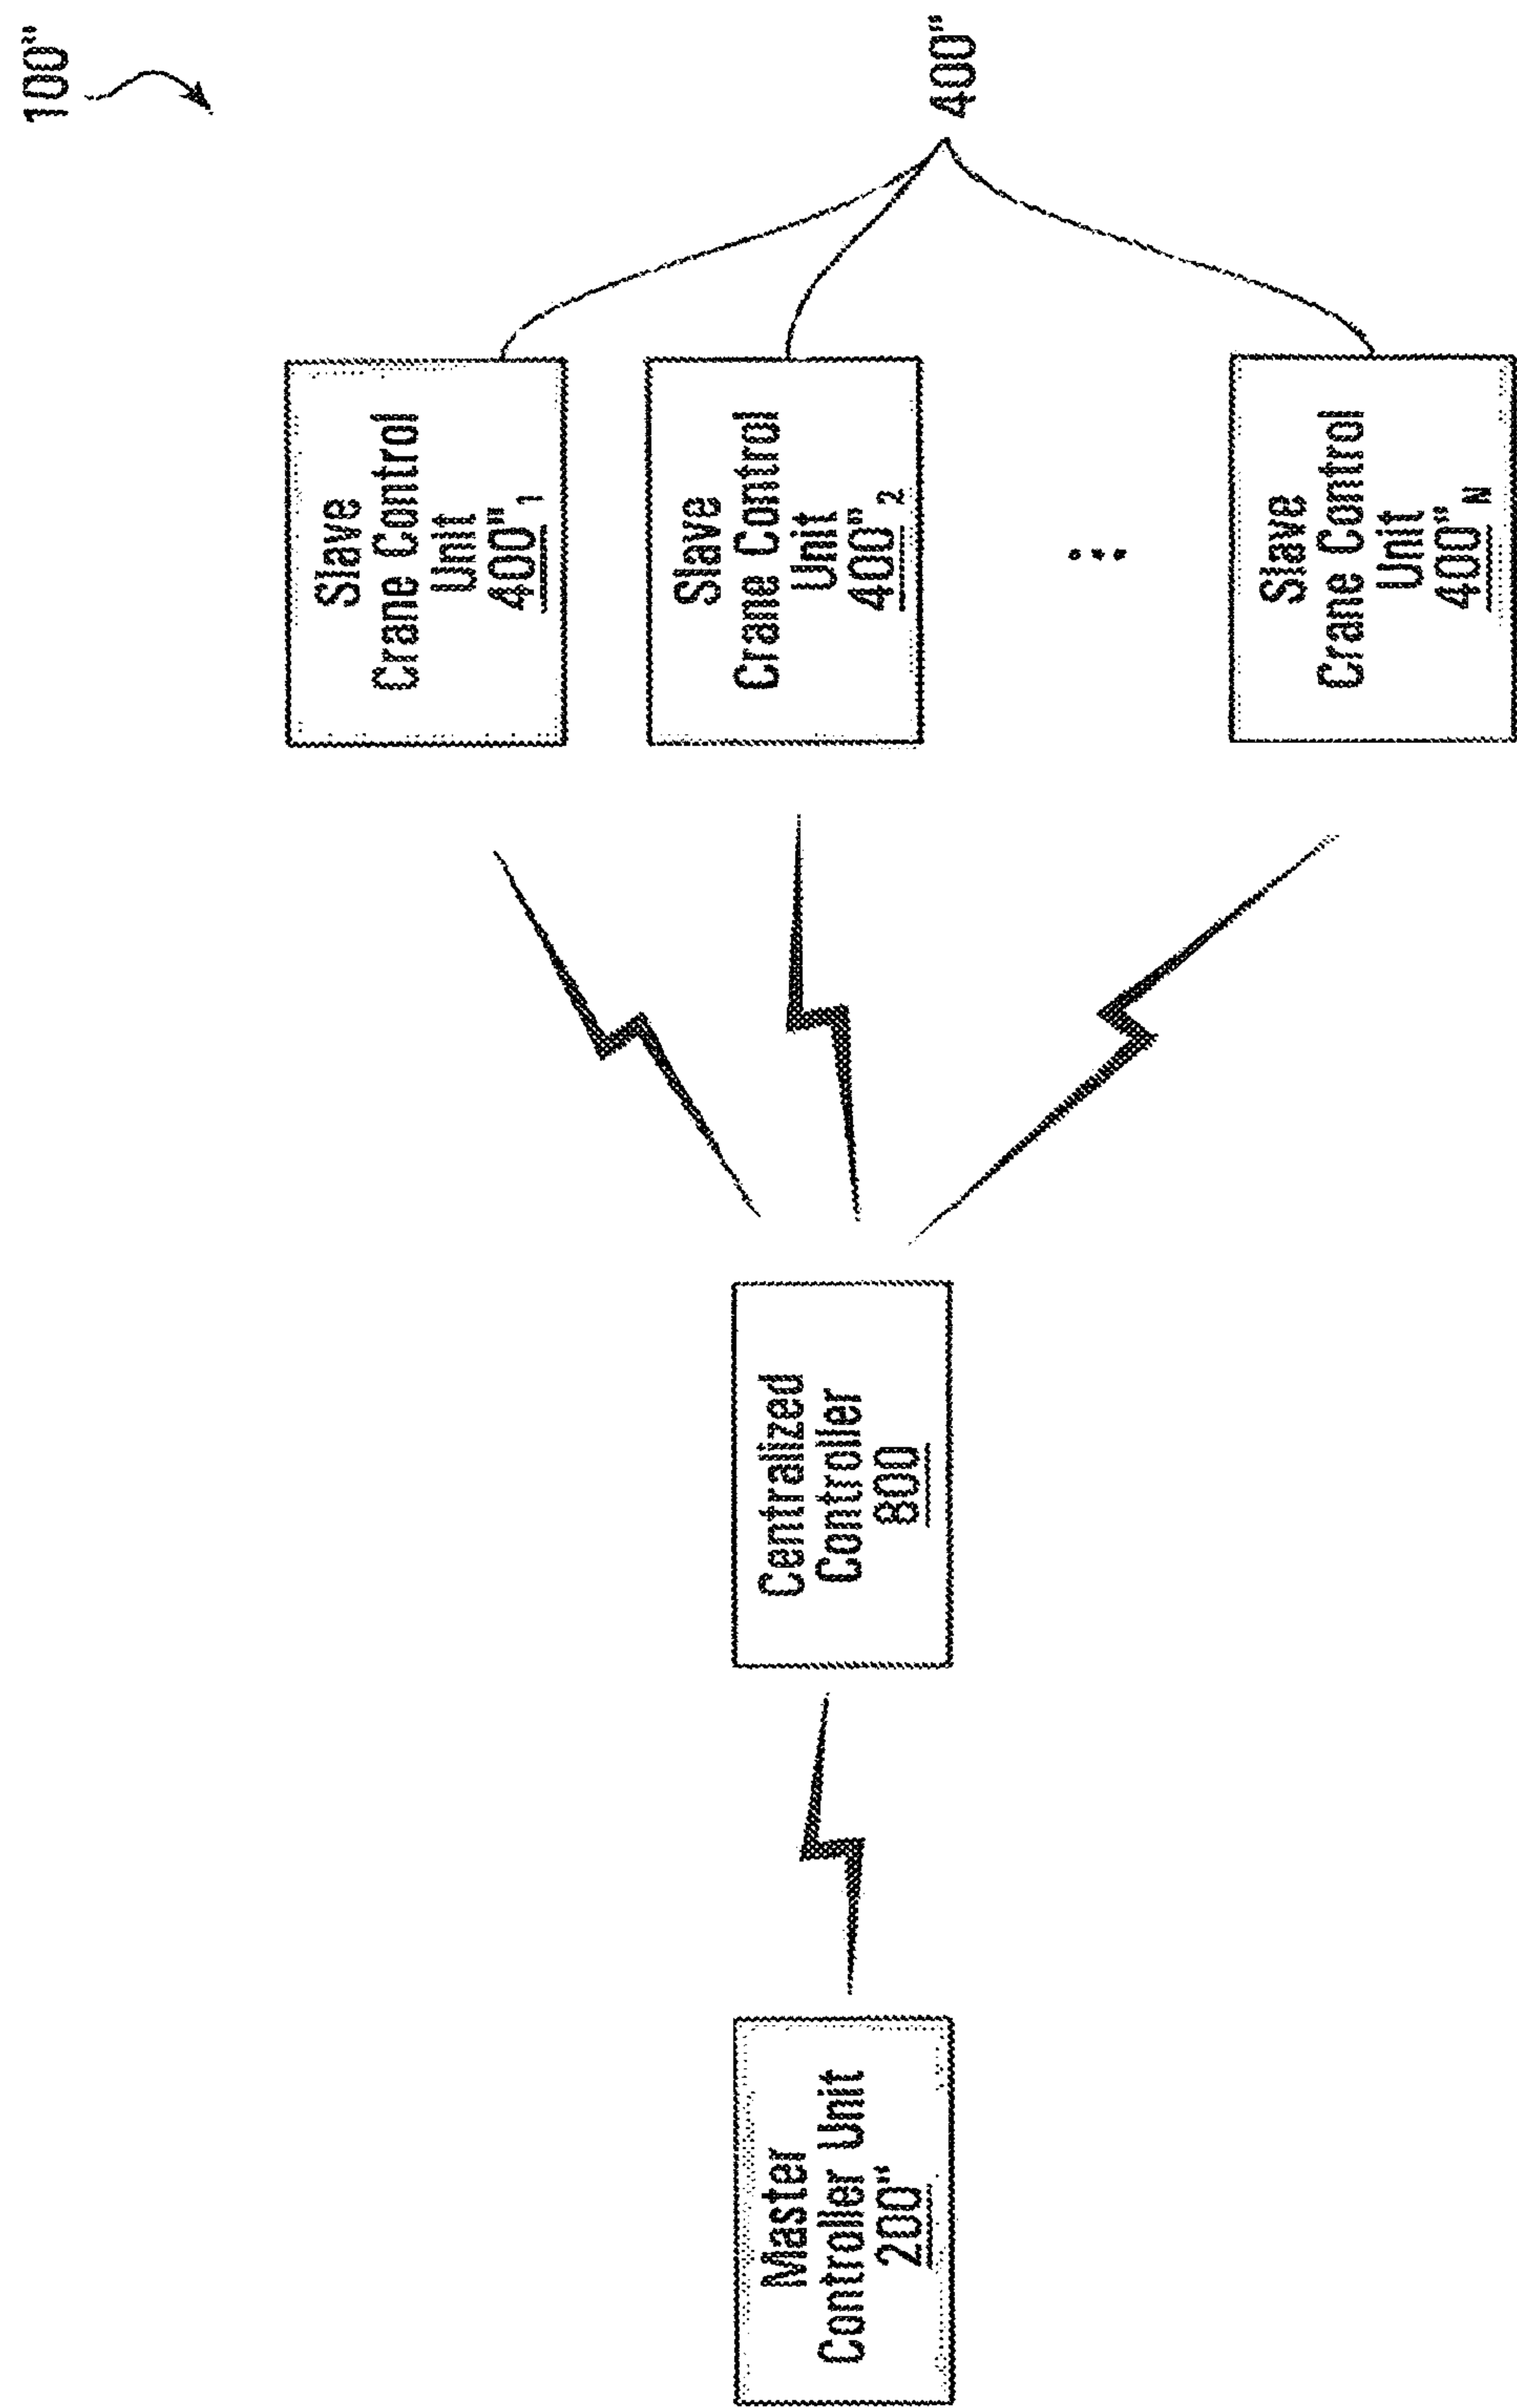 100"
Slave
Crane Control
Unit
400"1
400"
Slave
Crane Control
Unit
400"2
Master
Controller Unit
200"
Centralized
Controller
800
Slave
Crane Control
Unit
400"N